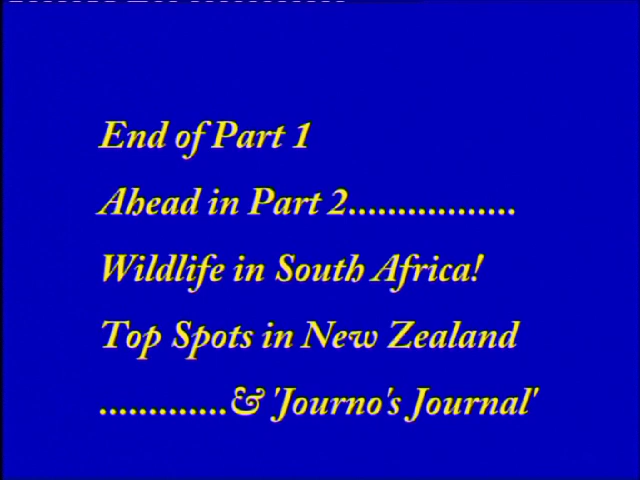 End of Part 1
Ahead in Part 2.................
Wildlife in South Africa!
Top Spots in New Zealand
.............& 'Journo's Journal'